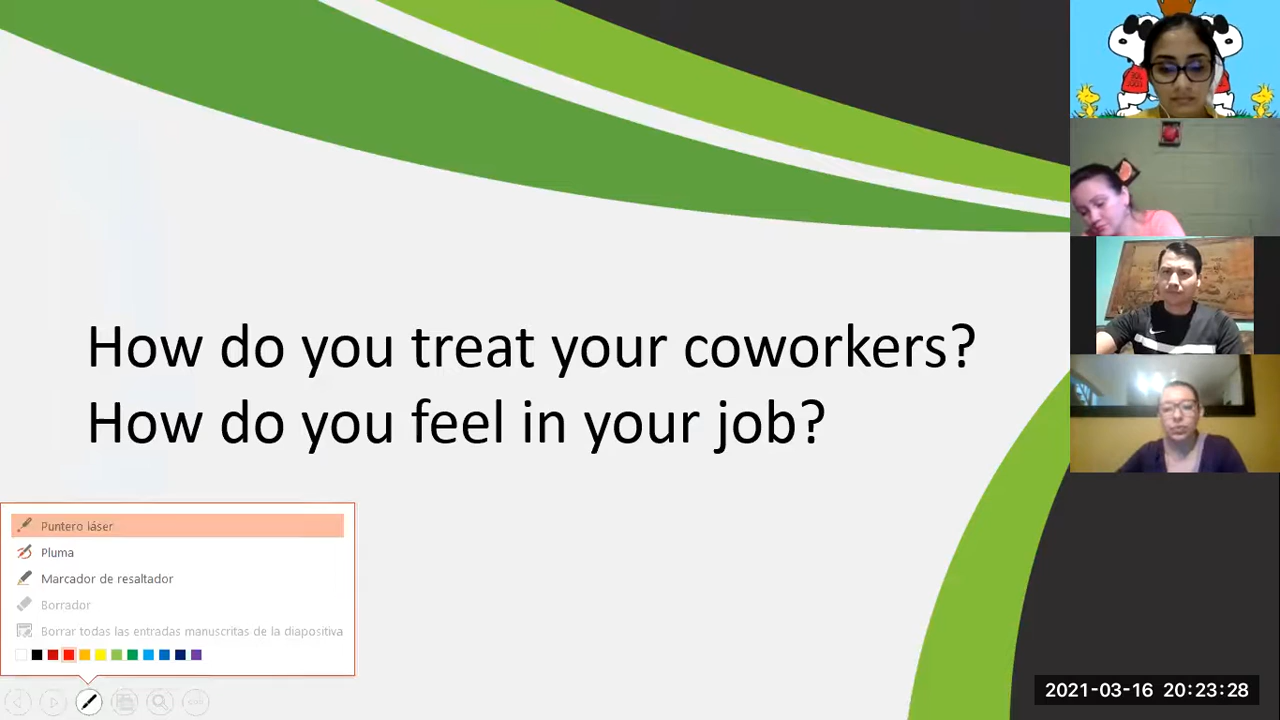 How do you treat your coworkers?
How do you feel in your job?
Puntero láser
Pluma
Marcador de resaltador
Borrador
Borrar todas las entradas manuscritas de la diapositiva
2021-03-16 20:23:28